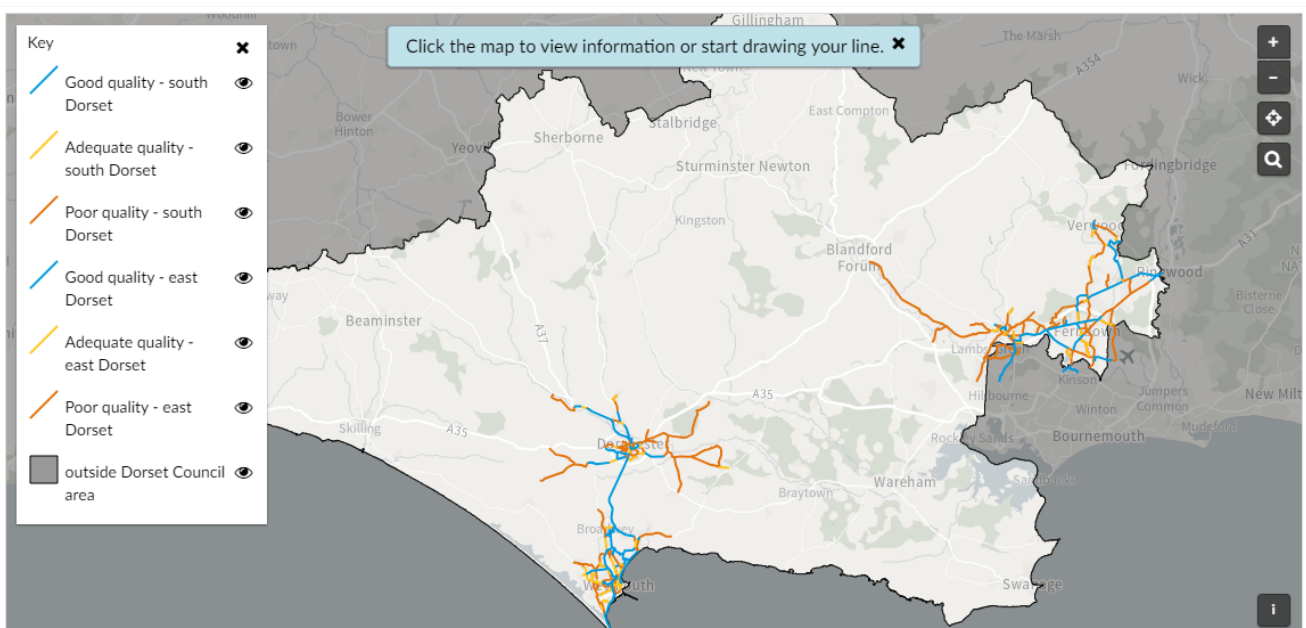 Key
Good quality - south
Dorset
Adequate quality -
south Dorset
Poor quality - south
Dorset
Good quality - east
Dorset
Adequate quality -
east Dorset
Poor quality - east
Dorset
outside Dorset Council
area
Click the map to view information or start drawing your line.
+
−
i
Gillingham
The Marsh
A354
Wick
Bower
Hinton
East Compton
Stalbridge
Sherborne
Yeovil
Sturminster Newton
Fordingbridge
Kingston
Verwood
A31
Blandford
Forum
Ringwood
Bisterne
Close
Beaminster
A37
Ferndown
Kinson
Jumpers
Common
New Milt
A35
Hillbourne
Winton
Mudeford
Skilling
A35
Dorchester
Rockley Sands
Bournemouth
Wareham
Sandbanks
Braytown
Broadwey
Weymouth
Swanage